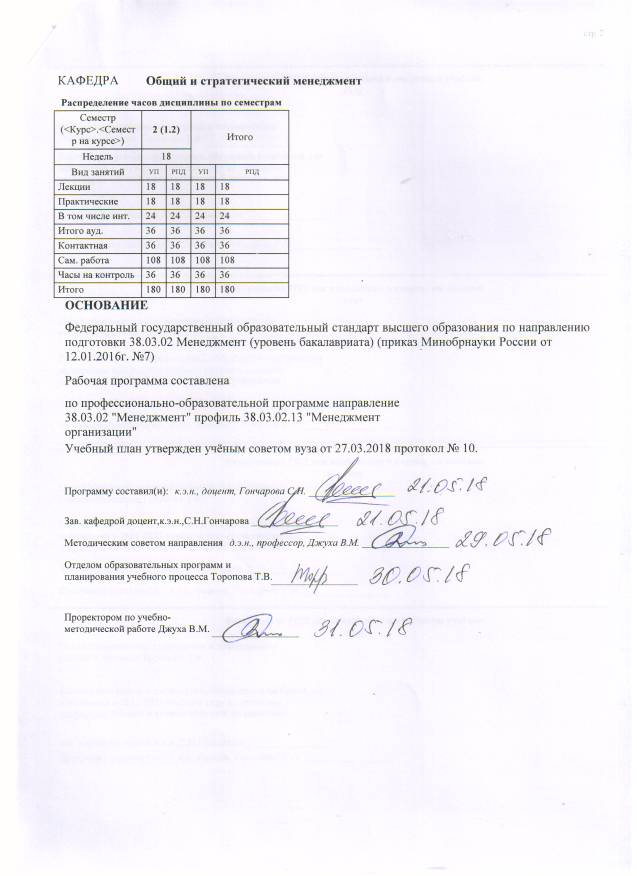 стр. 2
КАФЕДРА Общий и стратегический менеджмент
Распределение часов дисциплины по семестрам
Семестр (<Курс>.<Семестр на курсе>) 2 (1.2) Итого
Недель 18
Вид занятий УП РПД УП РПД
Лекции 18 18 18 18
Практические 18 18 18 18
В том числе инт. 24 24 24 24
Итого ауд. 36 36 36 36
Контактная 36 36 36 36
Сам. работа 108 108 108 108
Часы на контроль 36 36 36 36
Итого 180 180 180 180
ОСНОВАНИЕ
Федеральный государственный образовательный стандарт высшего образования по направлению
подготовки 38.03.02 Менеджмент (уровень бакалавриата) (приказ Минобрнауки России от
12.01.2016г. №7)
Рабочая программа составлена
по профессионально-образовательной программе направление
38.03.02 "Менеджмент" профиль 38.03.02.13 "Менеджмент
организации"
Учебный план утвержден учёным советом вуза от 27.03.2018 протокол № 10.
Программу составил(и): к.э.н., доцент, Гончарова С.Н. 21.05.18
Зав. кафедрой доцент,к.э.н.,С.Н.Гончарова 21.05.18
Методическим советом направления д.э.н., профессор, Джуха В.М. 29.05.18
Отделом образовательных программ и
планирования учебного процесса Торопова Т.В. 30.05.18
Проректором по учебно-
методической работе Джуха В.М. 31.05.18